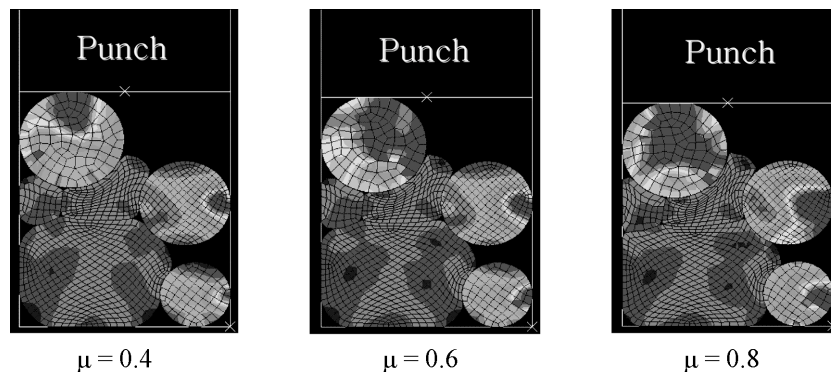 Punch
Punch
Punch
μ = 0.4
μ = 0.6
μ = 0.8